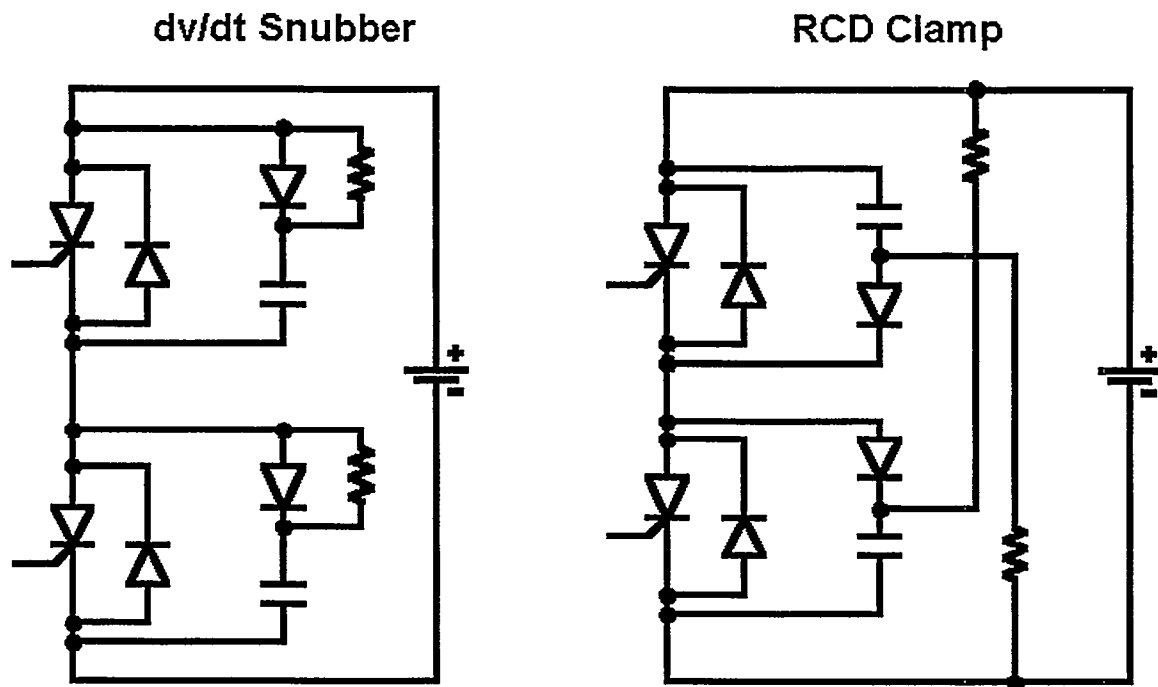 dv/dt Snubber
RCD Clamp
+
-
+
-